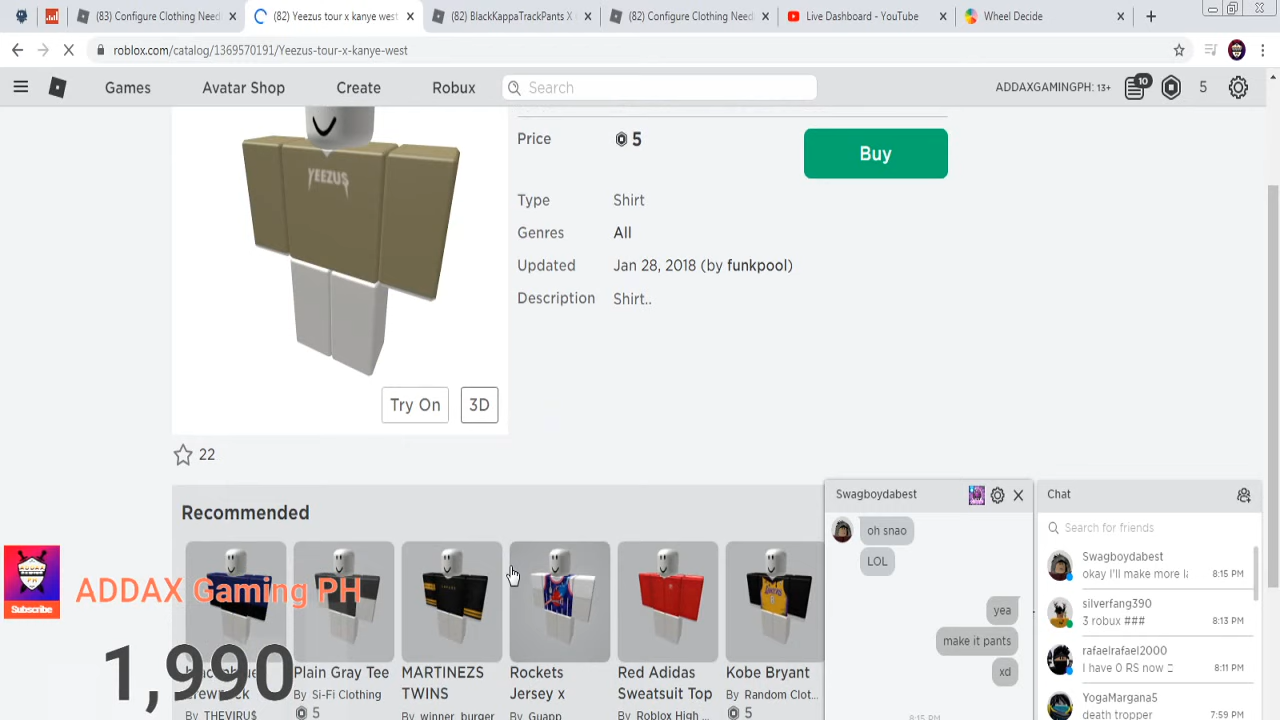 (83) Configure Clothing Need
(82) Yeezus tour x kanye west
(82) BlackKappaTrackPants X
(82) Configure Clothing Need
Live Dashboard - YouTube
Wheel Decide
roblox.com/catalog/1369570191/Yeezus-tour-x-kanye-west
Games
Avatar Shop
Create
Robux
Search
ADDAXGAMINGPH: 13+
10
5
Price
5
Buy
YEEZUS
Type
Shirt
Genres
All
Updated
Jan 28, 2018 (by funkpool)
Description
Shirt..
Try On
3D
22
Recommended
Plain Gray Tee
By Si-Fi Clothing
5
MARTINEZS
TWINS
By winner_burger
Rockets
Jersey x
By Guapp
Red Adidas
Sweatsuit Top
By Roblox High
Kobe Bryant
By Random Clot...
5
By THEVIRU$
Subscribe
ADDAX Gaming PH
1,990
Swagboydabest
oh snao
LOL
yea
make it pants
xd
8:15 PM
Chat
Search for friends
Swagboydabest
okay I'll make more la
8:15 PM
silverfang390
3 robux ###
8:13 PM
rafaelrafael2000
I have 0 RS now
8:11 PM
YogaMargana5
death tropper
7:59 PM